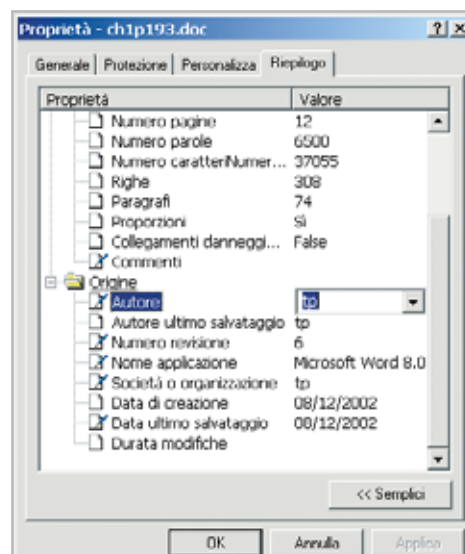 Proprietà - ch1p193.doc
Generale Protezione Personalizza Riepilogo
Proprietà Valore
Numero pagine 12
Numero parole 6500
Numero caratteriNumer... 37055
Righe 308
Paragrafi 74
Proporzioni Sì
Collegamenti danneggi... False
Commenti
Origine
Autore tp
Autore ultimo salvataggio tp
Numero revisione 6
Nome applicazione Microsoft Word 8.0
Società o organizzazione tp
Data di creazione 08/12/2002
Data ultimo salvataggio 08/12/2002
Durata modifiche
<< Semplici
OK Annulla Applica